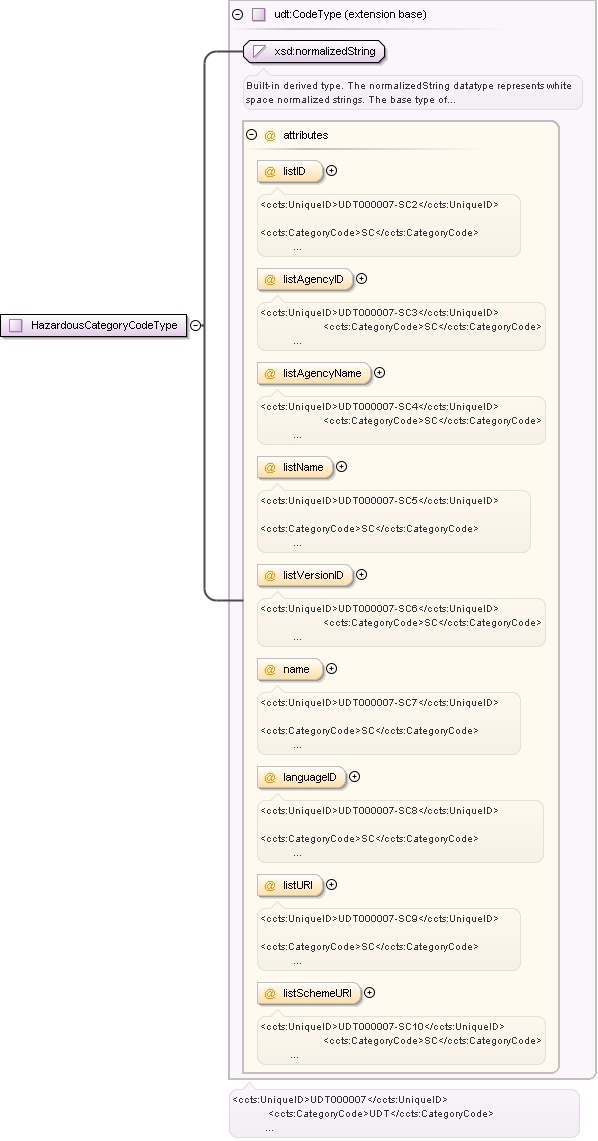 udt:CodeType (extension base)
xsd:normalizedString
Built-in derived type. The normalizedString datatype represents white
space normalized strings. The base type of...
@ attributes
@ listID
<ccts:UniqueID>UDT000007-SC2</ccts:UniqueID>
<ccts:CategoryCode>SC</ccts:CategoryCode>
...
@ listAgencyID
<ccts:UniqueID>UDT000007-SC3</ccts:UniqueID>
<ccts:CategoryCode>SC</ccts:CategoryCode>
...
HazardousCategoryCodeType
@ listAgencyName
<ccts:UniqueID>UDT000007-SC4</ccts:UniqueID>
<ccts:CategoryCode>SC</ccts:CategoryCode>
...
@ listName
<ccts:UniqueID>UDT000007-SC5</ccts:UniqueID>
<ccts:CategoryCode>SC</ccts:CategoryCode>
...
@ listVersionID
<ccts:UniqueID>UDT000007-SC6</ccts:UniqueID>
<ccts:CategoryCode>SC</ccts:CategoryCode>
...
@ name
<ccts:UniqueID>UDT000007-SC7</ccts:UniqueID>
<ccts:CategoryCode>SC</ccts:CategoryCode>
...
@ languageID
<ccts:UniqueID>UDT000007-SC8</ccts:UniqueID>
<ccts:CategoryCode>SC</ccts:CategoryCode>
...
@ listURI
<ccts:UniqueID>UDT000007-SC9</ccts:UniqueID>
<ccts:CategoryCode>SC</ccts:CategoryCode>
...
@ listSchemeURI
<ccts:UniqueID>UDT000007-SC10</ccts:UniqueID>
<ccts:CategoryCode>SC</ccts:CategoryCode>
...
<ccts:UniqueID>UDT000007</ccts:UniqueID>
<ccts:CategoryCode>UDT</ccts:CategoryCode>
...